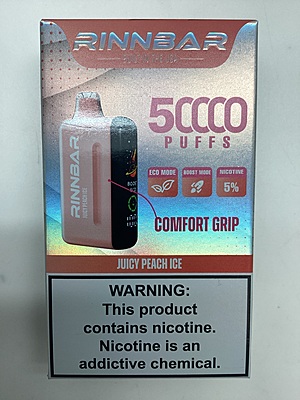 RINNBAR
50000
PUFFS
ECO MODE
BOOST MODE
NICOTINE
5%
RINNBAR
COMFORT GRIP
JUICY PEACH ICE
WARNING:
This product
contains nicotine.
Nicotine is an
addictive chemical.